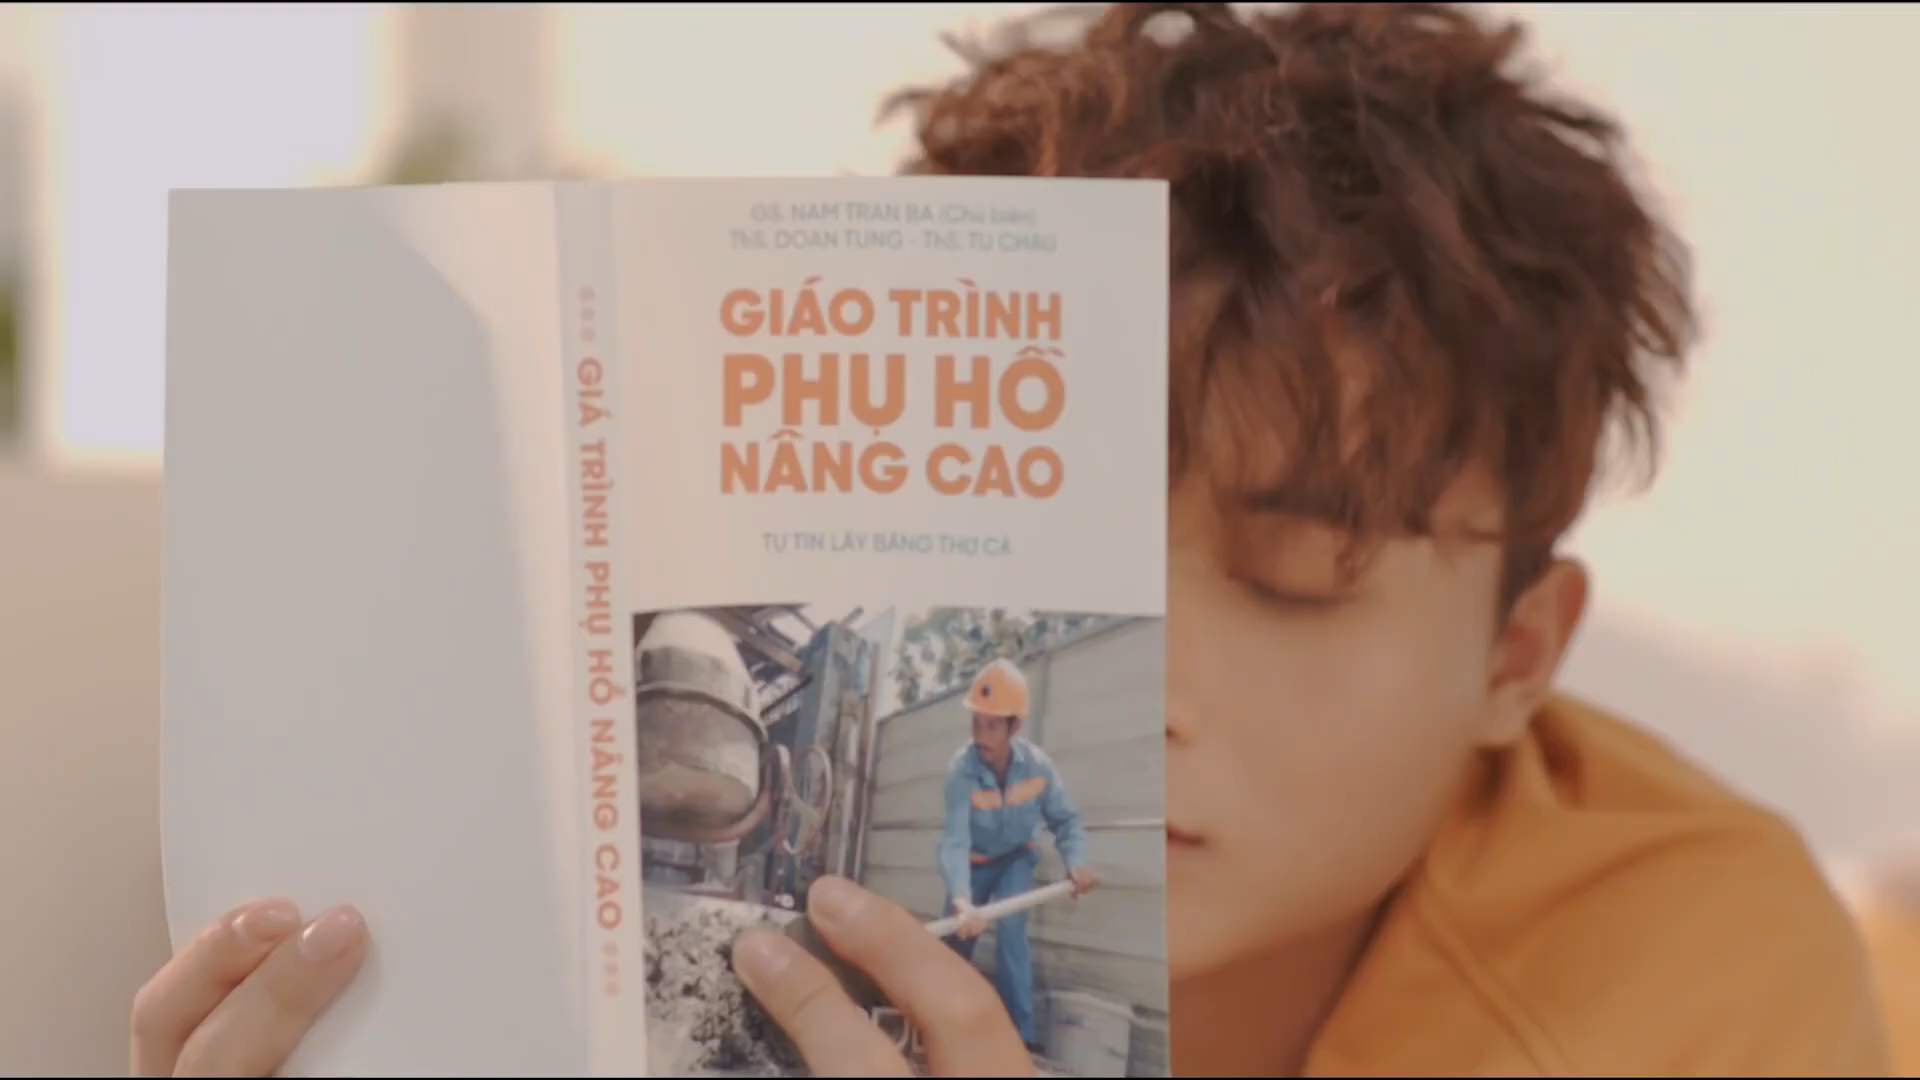 GS. NAM TRAN BA (Chủ biên)
ThS. DOAN TUNG - ThS. TU CHAU
GIÁO TRÌNH
PHỤ HỒ
NÂNG CAO
TỰ TIN LẤY BẰNG THỢ CẢ
GIÁ TRÌNH PHỤ HỒ NÂNG CAO